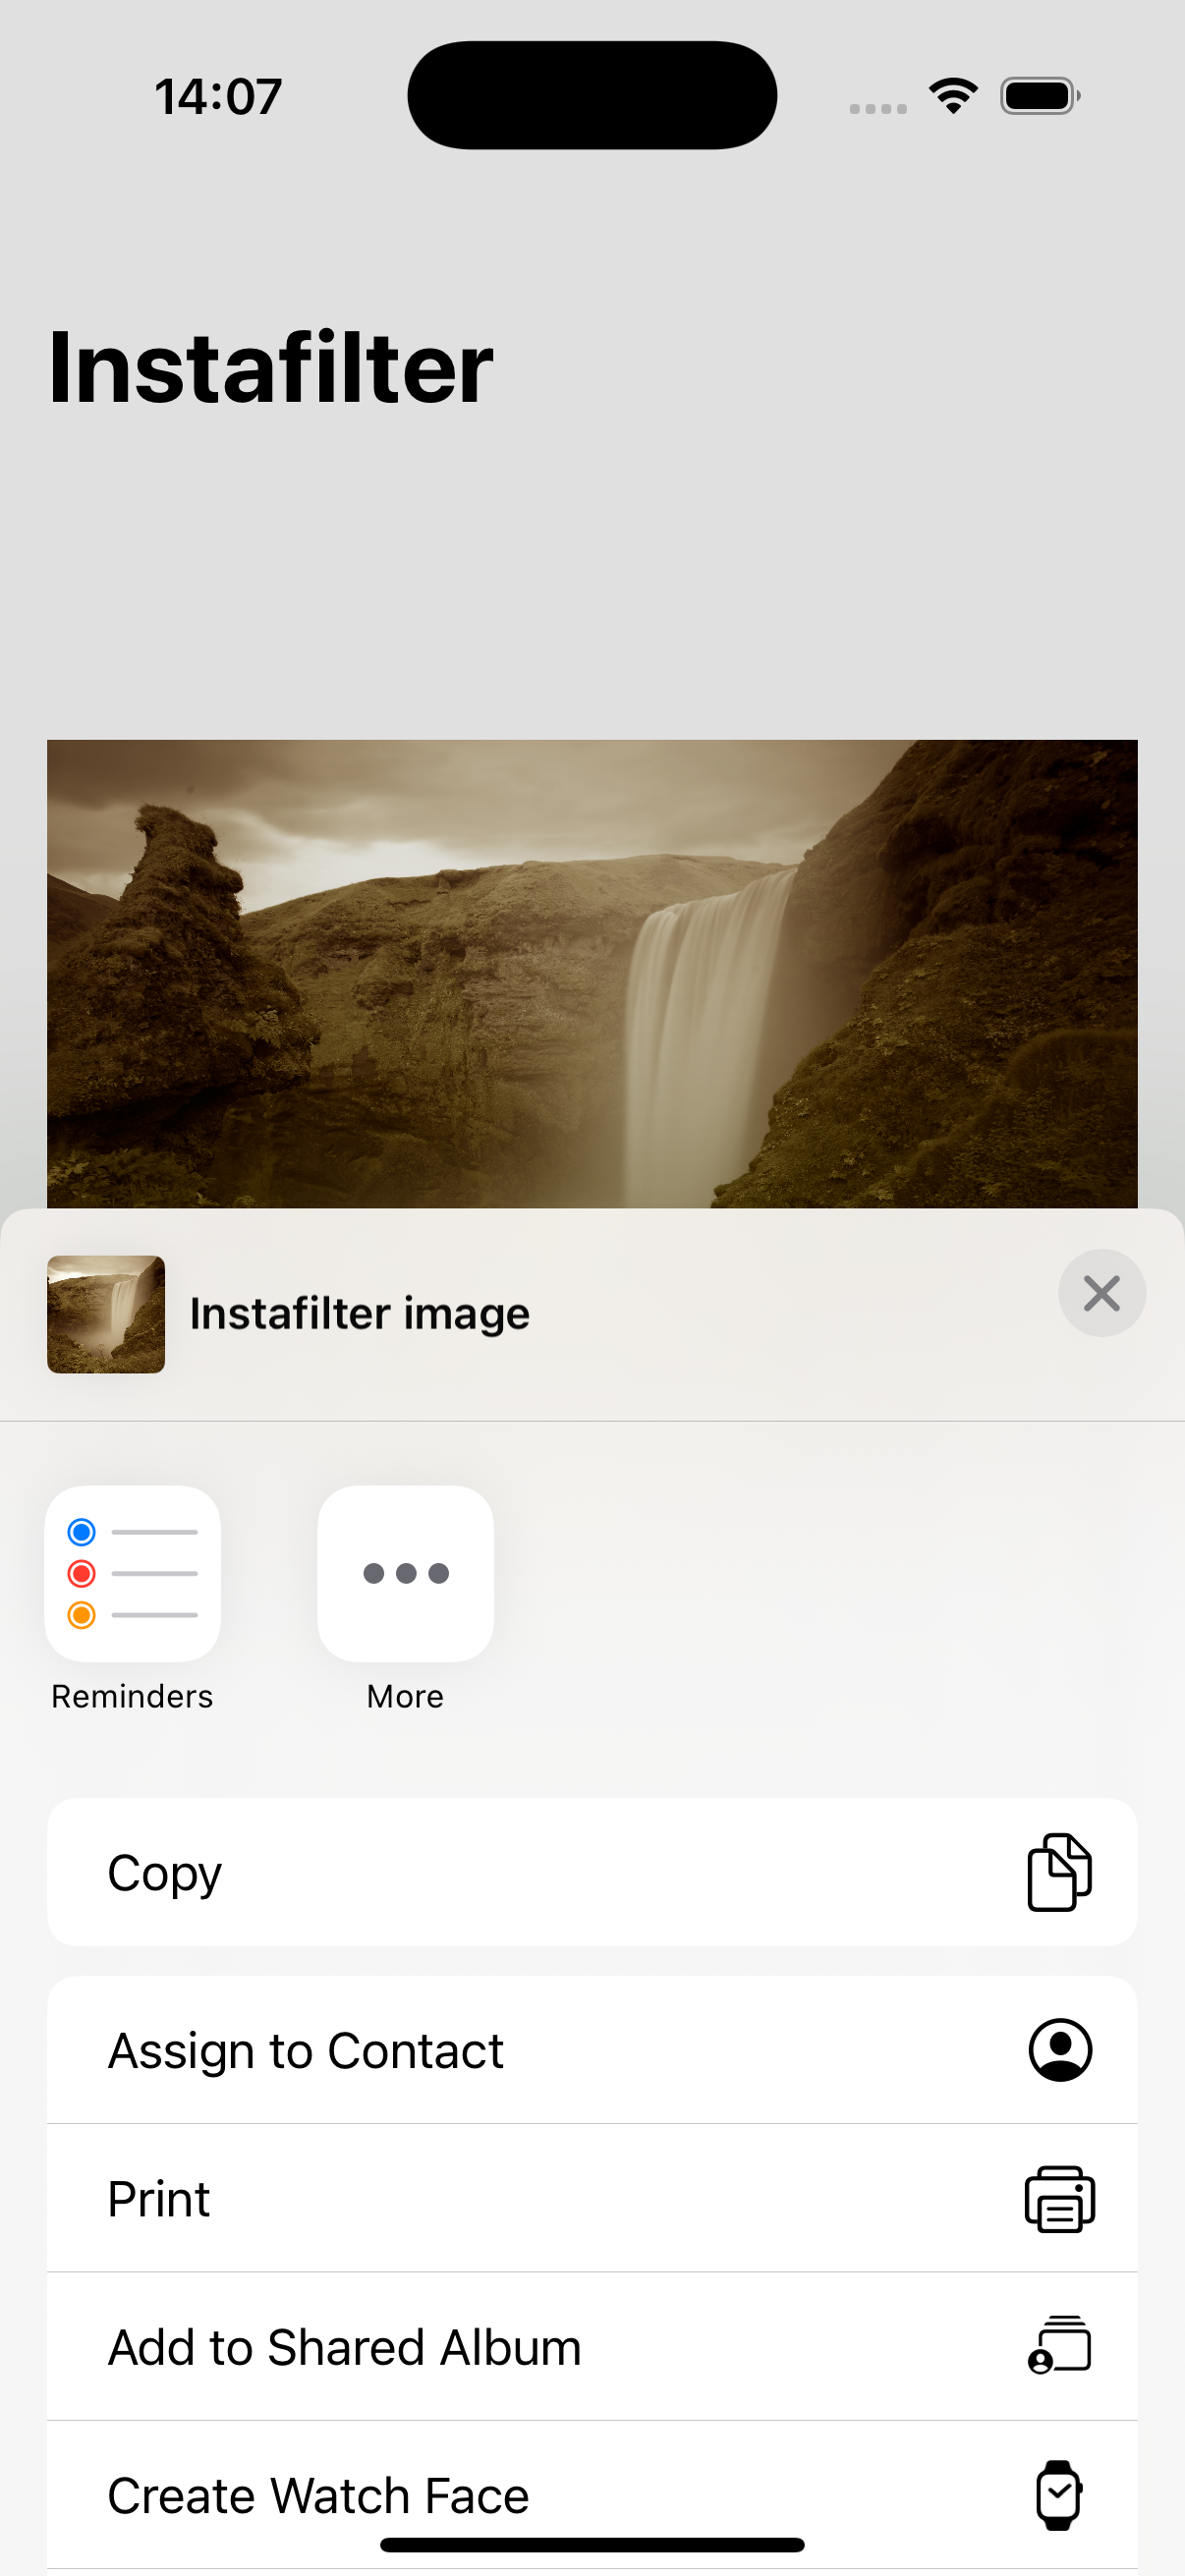 14:07
Instafilter
Instafilter image
Reminders
More
Copy
Assign to Contact
Print
Add to Shared Album
Create Watch Face